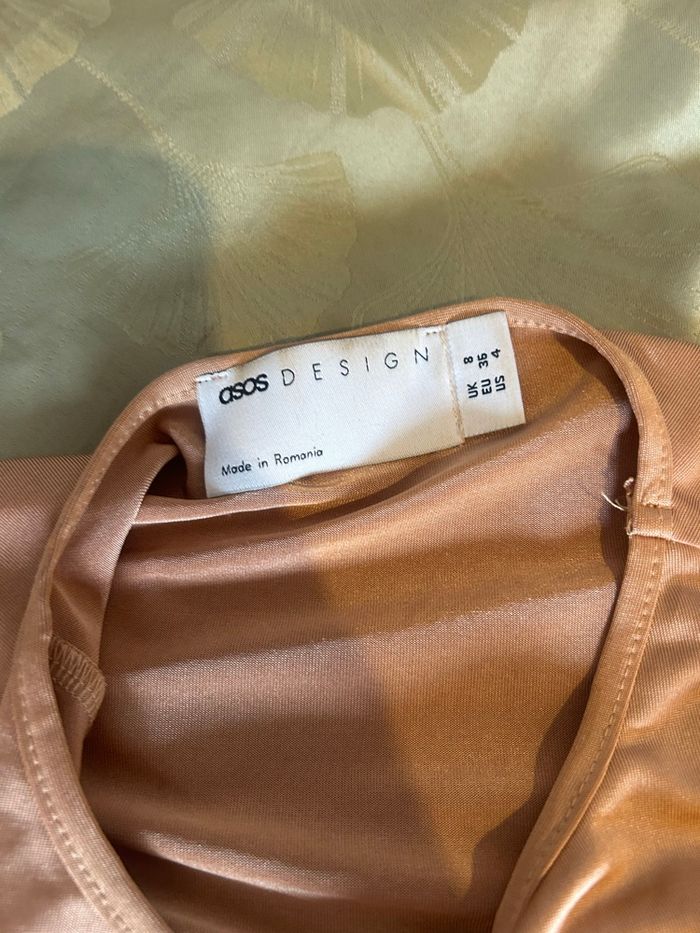 asos DESIGN
Made in Romania
UK 8
EU 36
US 4